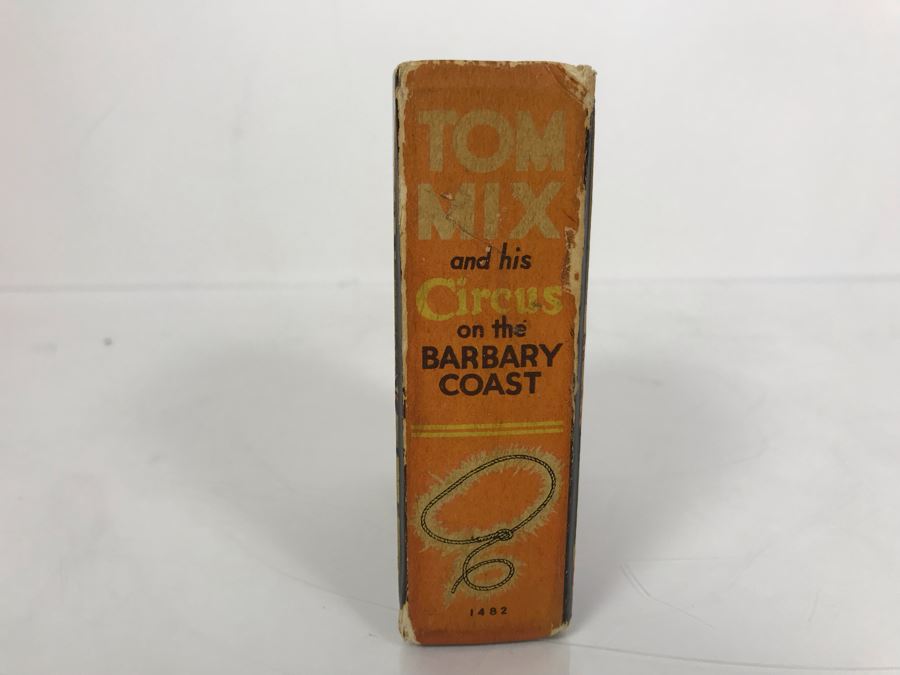 TOM
MIX
and his
Circus
on the
BARBARY
COAST
1482